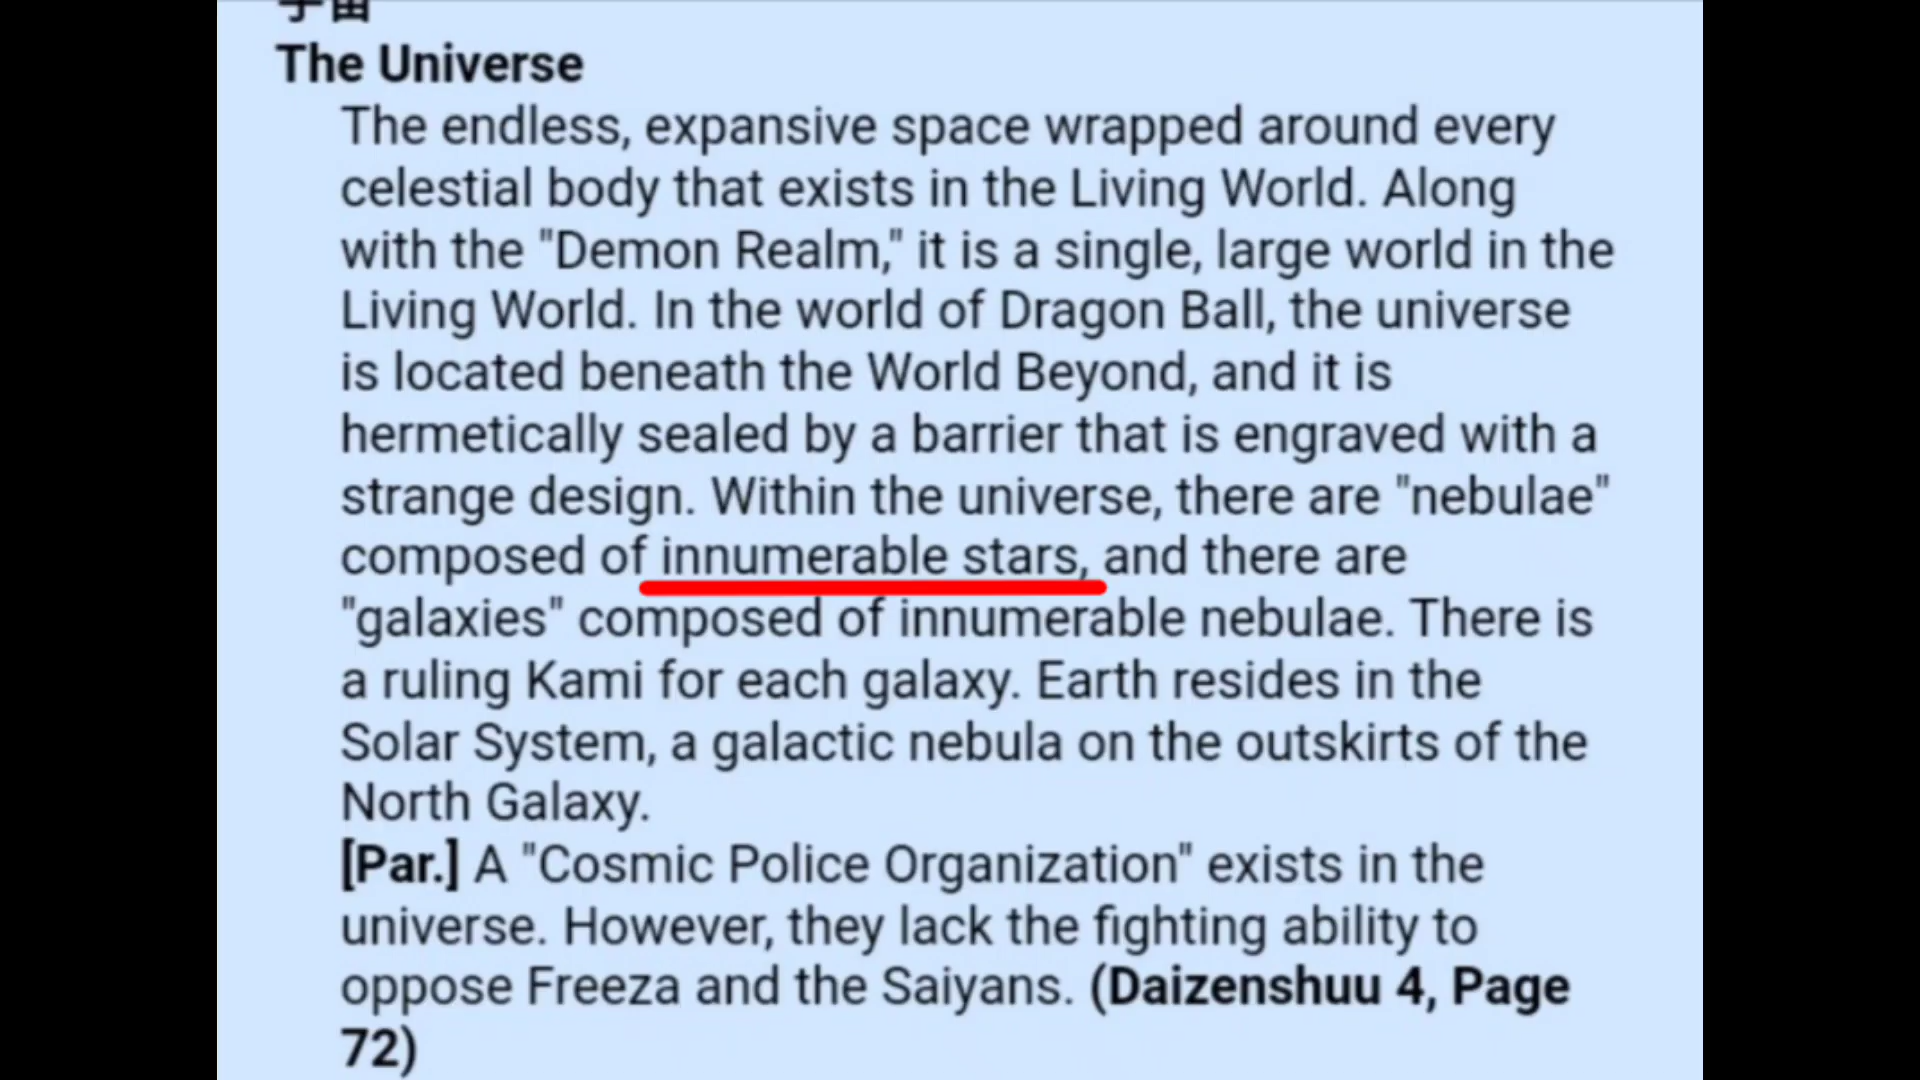 宇宙
The Universe
The endless, expansive space wrapped around every
celestial body that exists in the Living World. Along
with the "Demon Realm," it is a single, large world in the
Living World. In the world of Dragon Ball, the universe
is located beneath the World Beyond, and it is
hermetically sealed by a barrier that is engraved with a
strange design. Within the universe, there are "nebulae"
composed of innumerable stars, and there are
"galaxies" composed of innumerable nebulae. There is
a ruling Kami for each galaxy. Earth resides in the
Solar System, a galactic nebula on the outskirts of the
North Galaxy.
[Par.] A "Cosmic Police Organization" exists in the
universe. However, they lack the fighting ability to
oppose Freeza and the Saiyans. (Daizenshuu 4, Page
72)